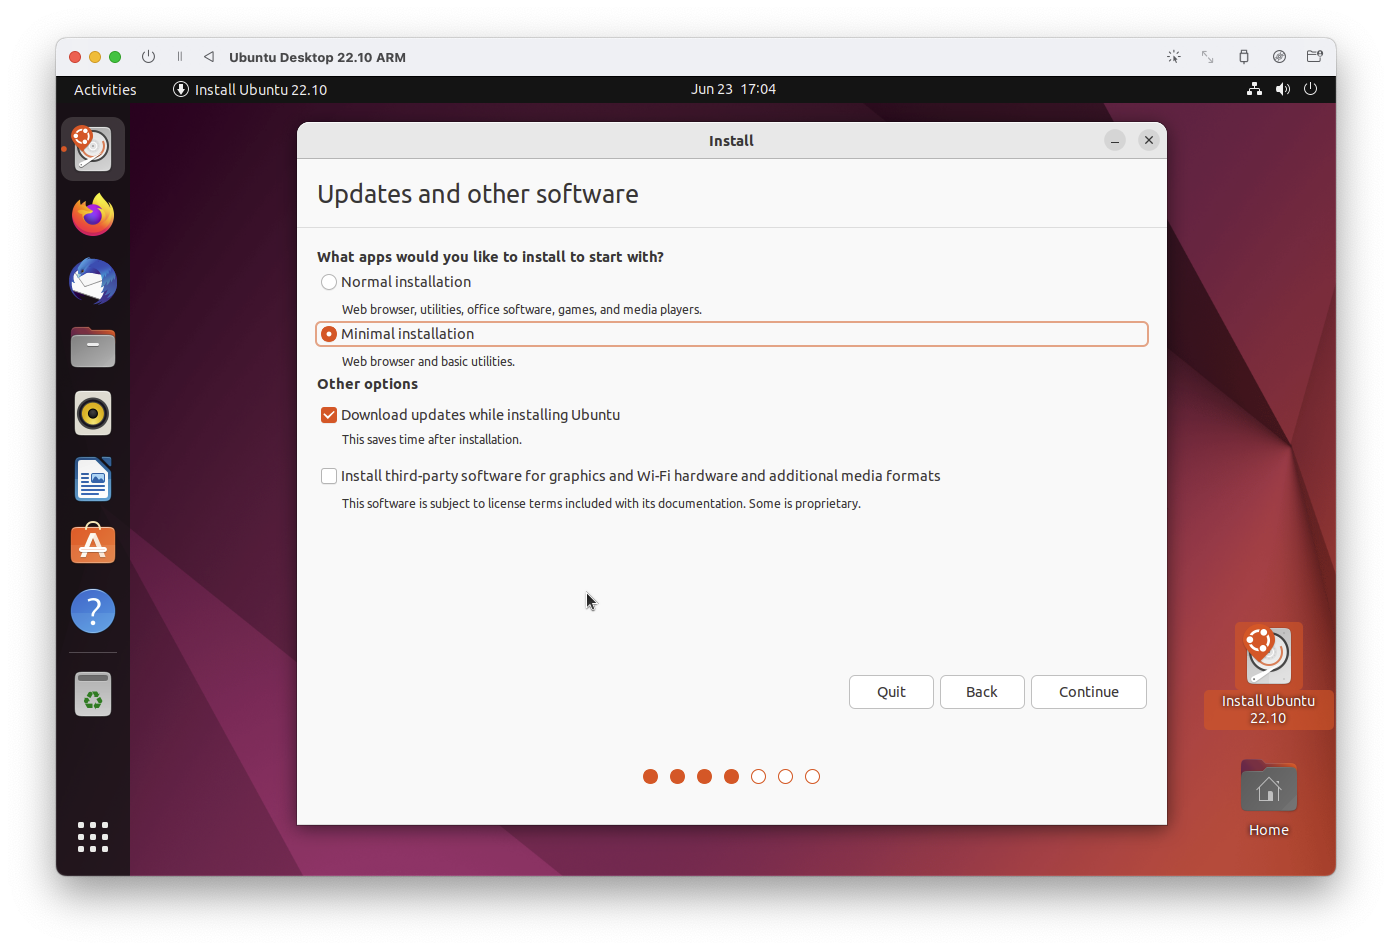 Ubuntu Desktop 22.10 ARM
Activities
Install Ubuntu 22.10
Jun 23 17:04
Install
Updates and other software
What apps would you like to install to start with?
Normal installation
Web browser, utilities, office software, games, and media players.
Minimal installation
Web browser and basic utilities.
Other options
Download updates while installing Ubuntu
This saves time after installation.
Install third-party software for graphics and Wi-Fi hardware and additional media formats
This software is subject to license terms included with its documentation. Some is proprietary.
Quit
Back
Continue
Install Ubuntu
22.10
Home